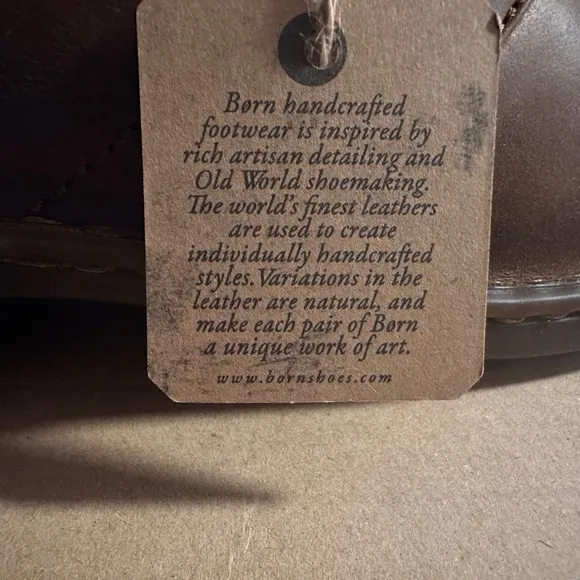 Børn handcrafted
footwear is inspired by
rich artisan detailing and
Old World shoemaking.
The world's finest leathers
are used to create
individually handcrafted
styles. Variations in the
leather are natural, and
make each pair of Børn
a unique work of art.
www.bornshoes.com